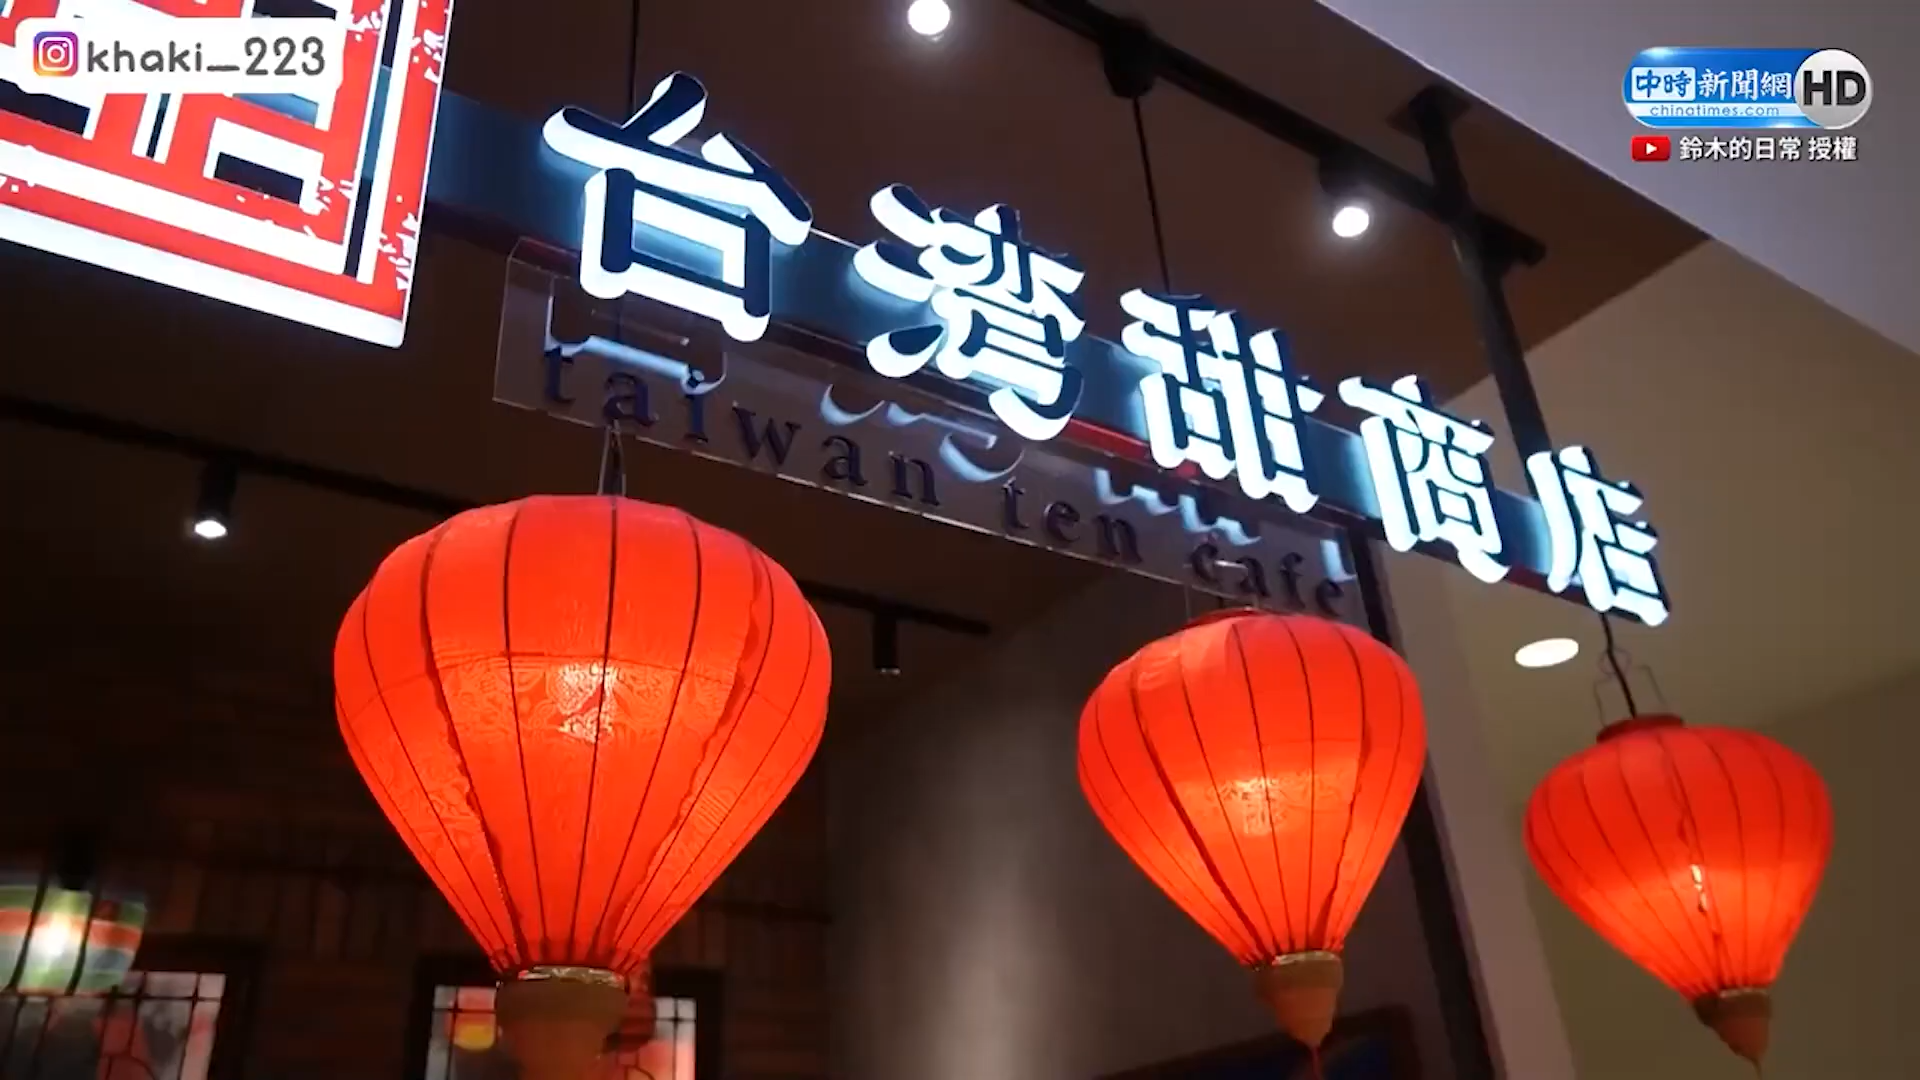 khaki_223
中時新聞網 HD
chinatimes.com
鈴木的日常 授權
台湾甜商店
taiwan ten cafe